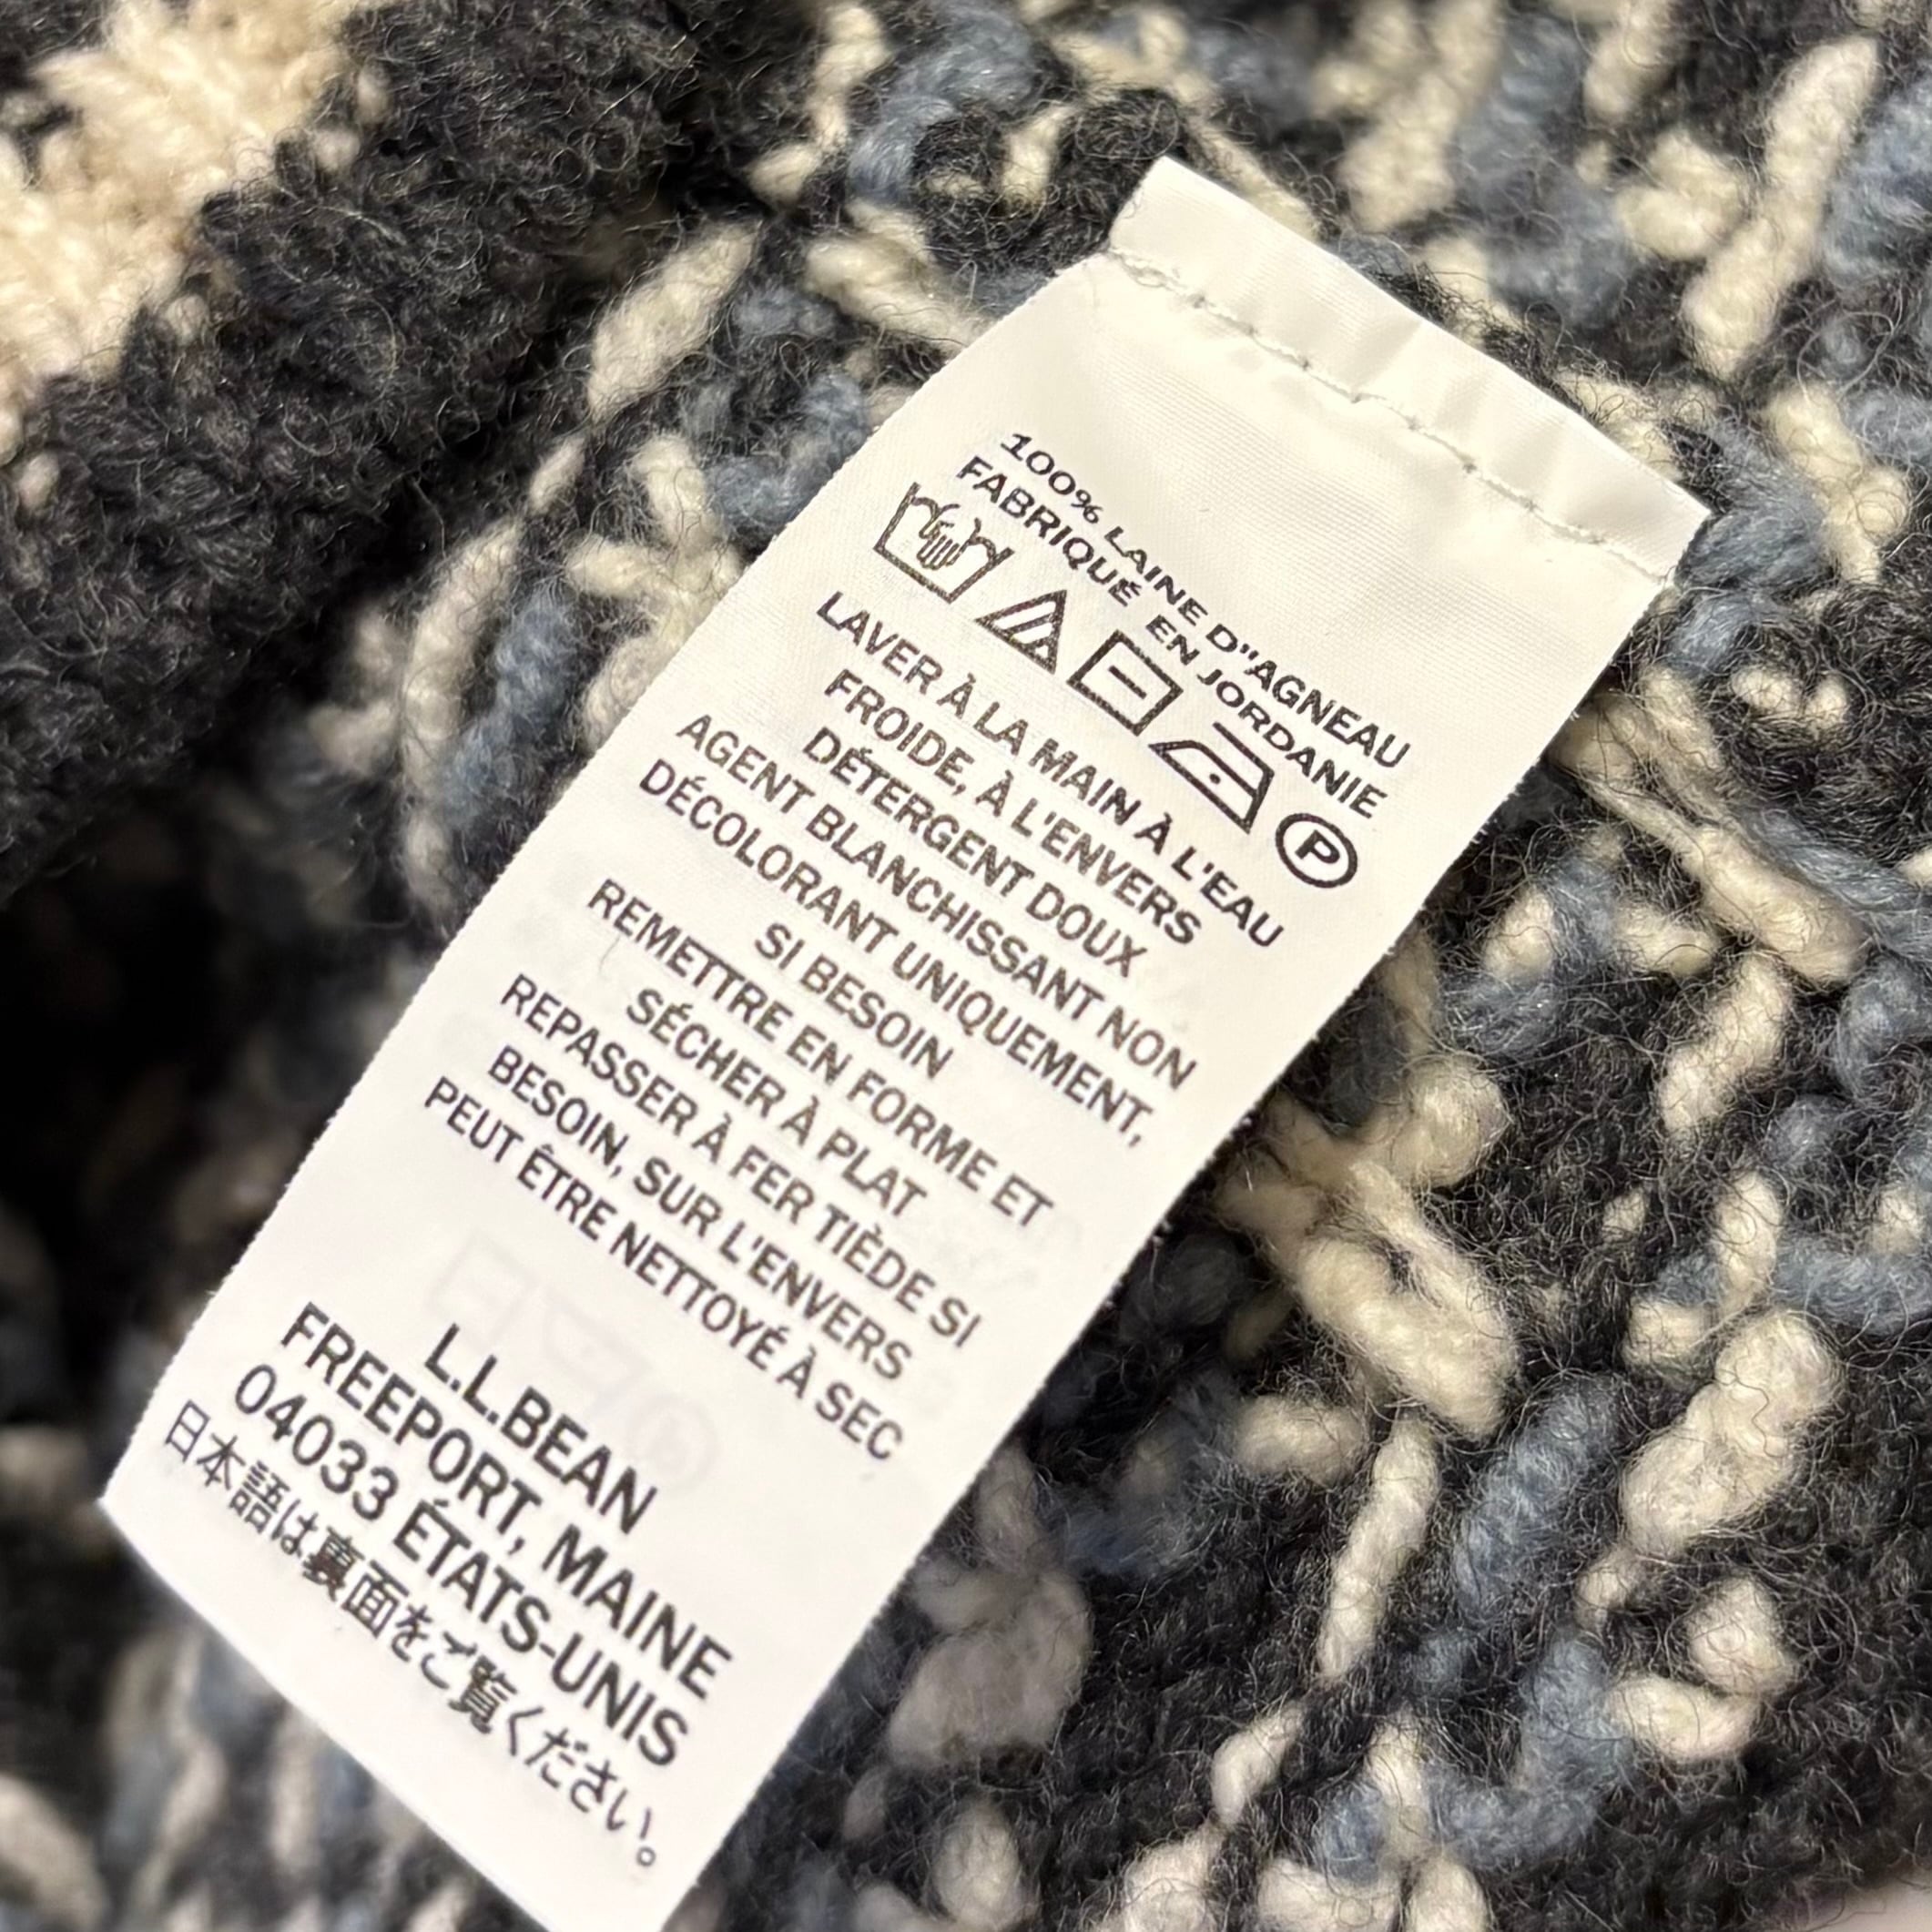 100% LAINE D"AGNEAU
FABRIQUÉ EN JORDANIE
P
LAVER À LA MAIN À L'EAU
FROIDE, À L'ENVERS
DÉTERGENT DOUX
AGENT BLANCHISSANT NON
DÉCOLORANT UNIQUEMENT,
SI BESOIN
REMETTRE EN FORME ET
SÉCHER À PLAT
REPASSER À FER TIÈDE SI
BESOIN, SUR L'ENVERS
PEUT ÊTRE NETTOYÉ À SEC
L.L.BEAN
FREEPORT, MAINE
04033 ÉTATS-UNIS
日本語は裏面をご覧ください。